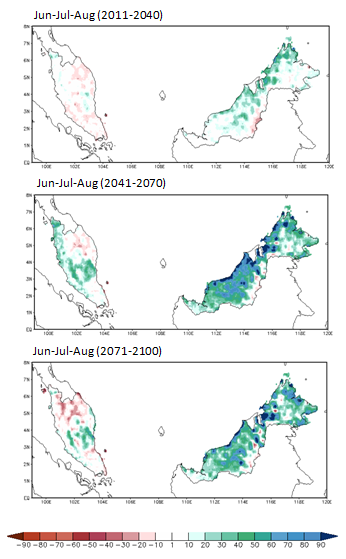 Jun-Jul-Aug (2011-2040)
8N
7N
6N
5N
4N
3N
2N
1N
EQ
100E 102E 104E 106E 108E 110E 112E 114E 116E 118E 120E
Jun-Jul-Aug (2041-2070)
8N
7N
6N
5N
4N
3N
2N
1N
EQ
100E 102E 104E 106E 108E 110E 112E 114E 116E 118E 120E
Jun-Jul-Aug (2071-2100)
8N
7N
6N
5N
4N
3N
2N
1N
EQ
100E 102E 104E 106E 108E 110E 112E 114E 116E 118E 120E
−90 −80 −70 −60 −50 −40 −30 −20 −10 1 1 10 20 30 40 50 60 70 80 90